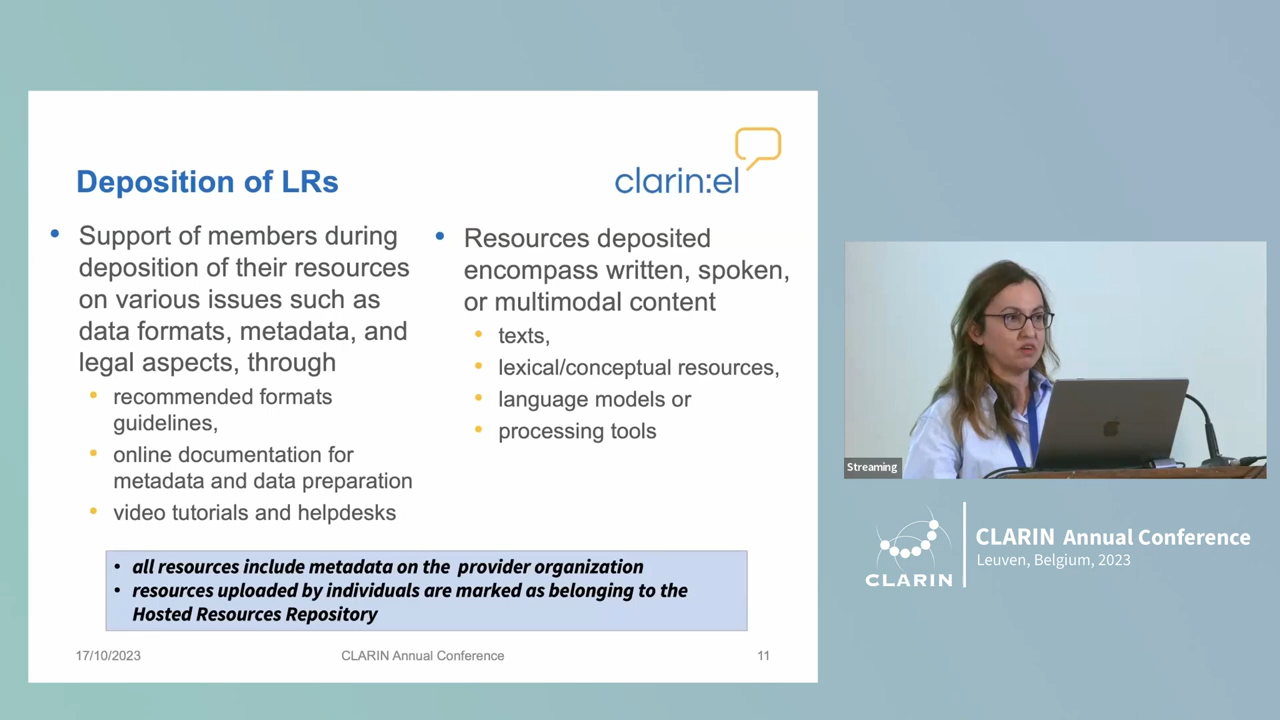 clarin:el
Deposition of LRs
• Support of members during
deposition of their resources
on various issues such as
data formats, metadata, and
legal aspects, through
• recommended formats
guidelines,
• online documentation for
metadata and data preparation
• video tutorials and helpdesks
• Resources deposited
encompass written, spoken,
or multimodal content
• texts,
• lexical/conceptual resources,
• language models or
• processing tools
• all resources include metadata on the provider organization
• resources uploaded by individuals are marked as belonging to the
Hosted Resources Repository
17/10/2023
CLARIN Annual Conference
11
Streaming
CLARIN
CLARIN Annual Conference
Leuven, Belgium, 2023